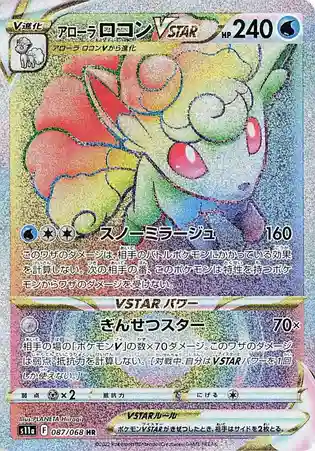 V進化
アローラ ロコンVSTAR HP240
アローラ ロコンVから進化
スノーミラージュ 160
このワザのダメージは、相手のバトルポケモンにかかっている効果
を計算しない。次の相手の番、このポケモンは特性を持つポケモ
ンからワザのダメージを受けない。
VSTARパワー
きんせつスター 70×
相手の場の「ポケモンV」の数×70ダメージ。このワザのダメージ
は弱点・抵抗力を計算しない。[対戦中、自分はVSTARパワーを1回
しか使えない。]
弱点 ×2 抵抗力 にげる
Illus. PLANETA Hiiragi
s11a F 087/068 HR
VSTARルール
ポケモンVSTARがきぜつしたとき、相手はサイドを2枚とる。